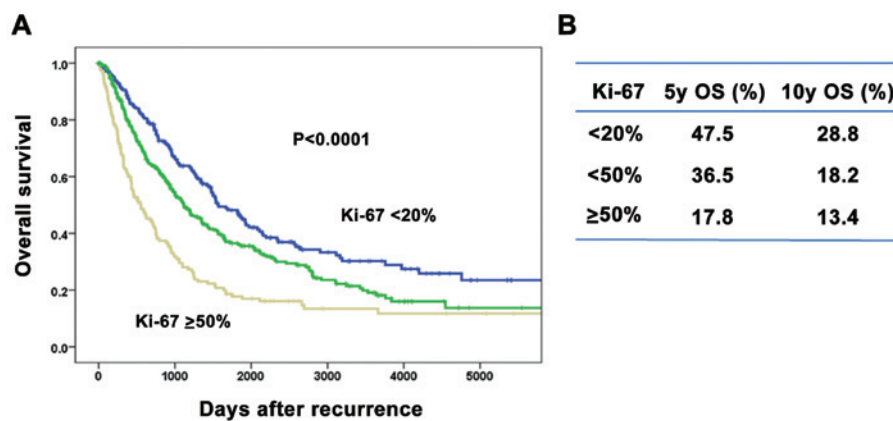 A
Overall survival
1.0
0.8
0.6
0.4
0.2
0.0
P<0.0001
Ki-67 <20%
Ki-67 ≥50%
0 1000 2000 3000 4000 5000
Days after recurrence
B
Ki-67 5y OS (%) 10y OS (%)
<20% 47.5 28.8
<50% 36.5 18.2
≥50% 17.8 13.4